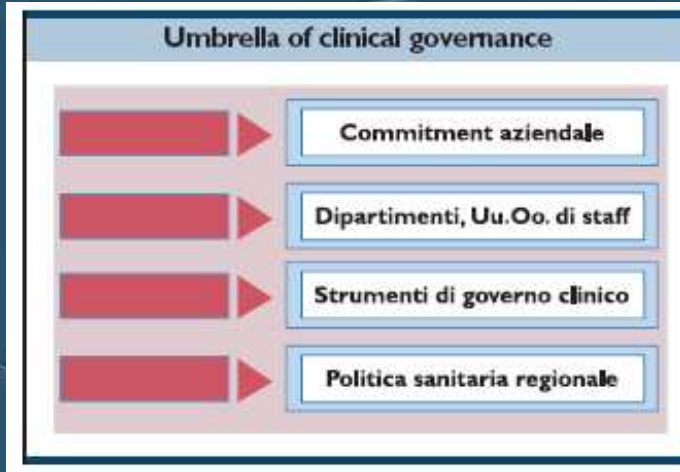 Umbrella of clinical governance
Commitment aziendale
Dipartimenti, Uu.Oo. di staff
Strumenti di governo clinico
Politica sanitaria regionale